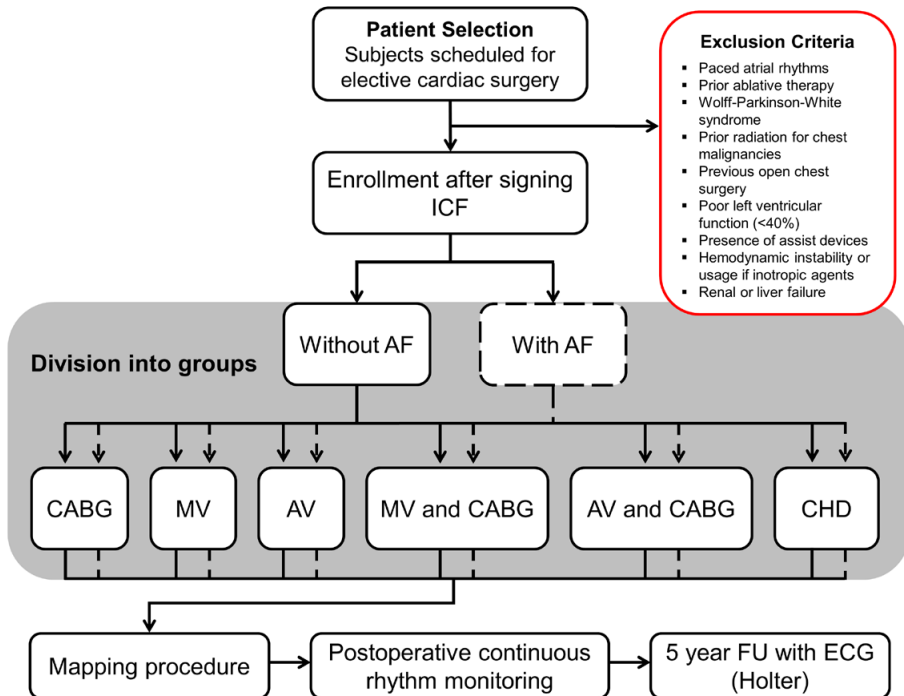 Patient Selection
Subjects scheduled for
elective cardiac surgery
Exclusion Criteria
▪ Paced atrial rhythms
▪ Prior ablative therapy
▪ Wolff-Parkinson-White
syndrome
▪ Prior radiation for chest
malignancies
▪ Previous open chest
surgery
▪ Poor left ventricular
function (<40%)
▪ Presence of assist devices
▪ Hemodynamic instability or
usage if inotropic agents
▪ Renal or liver failure
Enrollment after signing
ICF
Without AF
With AF
Division into groups
CABG
MV
AV
MV and CABG
AV and CABG
CHD
Mapping procedure
Postoperative continuous
rhythm monitoring
5 year FU with ECG
(Holter)